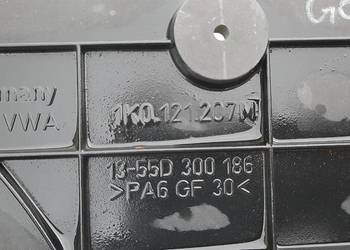 many
VWA
1K0.121.207M
13-55D 300 186
>PA6 GF 30<